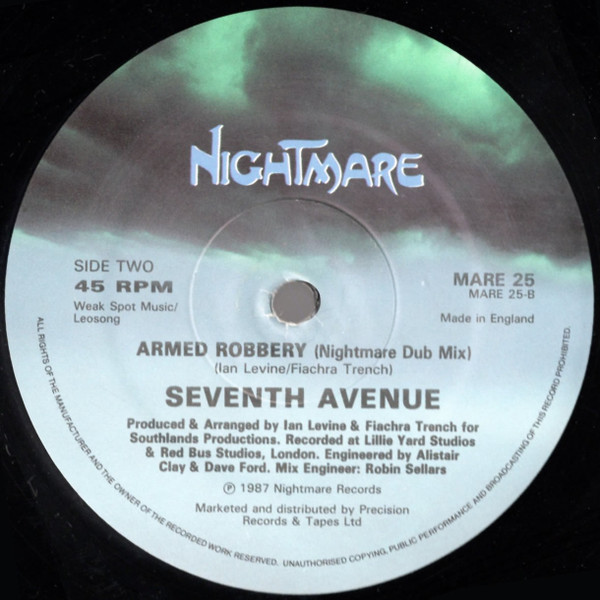 NIGHTMARE
SIDE TWO
45 RPM
Weak Spot Music/
Leosong
MARE 25
MARE 25-B
Made in England
ARMED ROBBERY (Nightmare Dub Mix)
(Ian Levine/Fiachra Trench)
SEVENTH AVENUE
Produced & Arranged by Ian Levine & Fiachra Trench for
Southlands Productions. Recorded at Lillie Yard Studios
& Red Bus Studios, London. Engineered by Alistair
Clay & Dave Ford. Mix Engineer: Robin Sellars
℗ 1987 Nightmare Records
Marketed and distributed by Precision
Records & Tapes Ltd
ALL RIGHTS OF THE MANUFACTURER AND THE OWNER OF THE RECORDED WORK RESERVED. UNAUTHORISED COPYING, PUBLIC PERFORMANCE AND BROADCASTING OF THIS RECORD PROHIBITED.